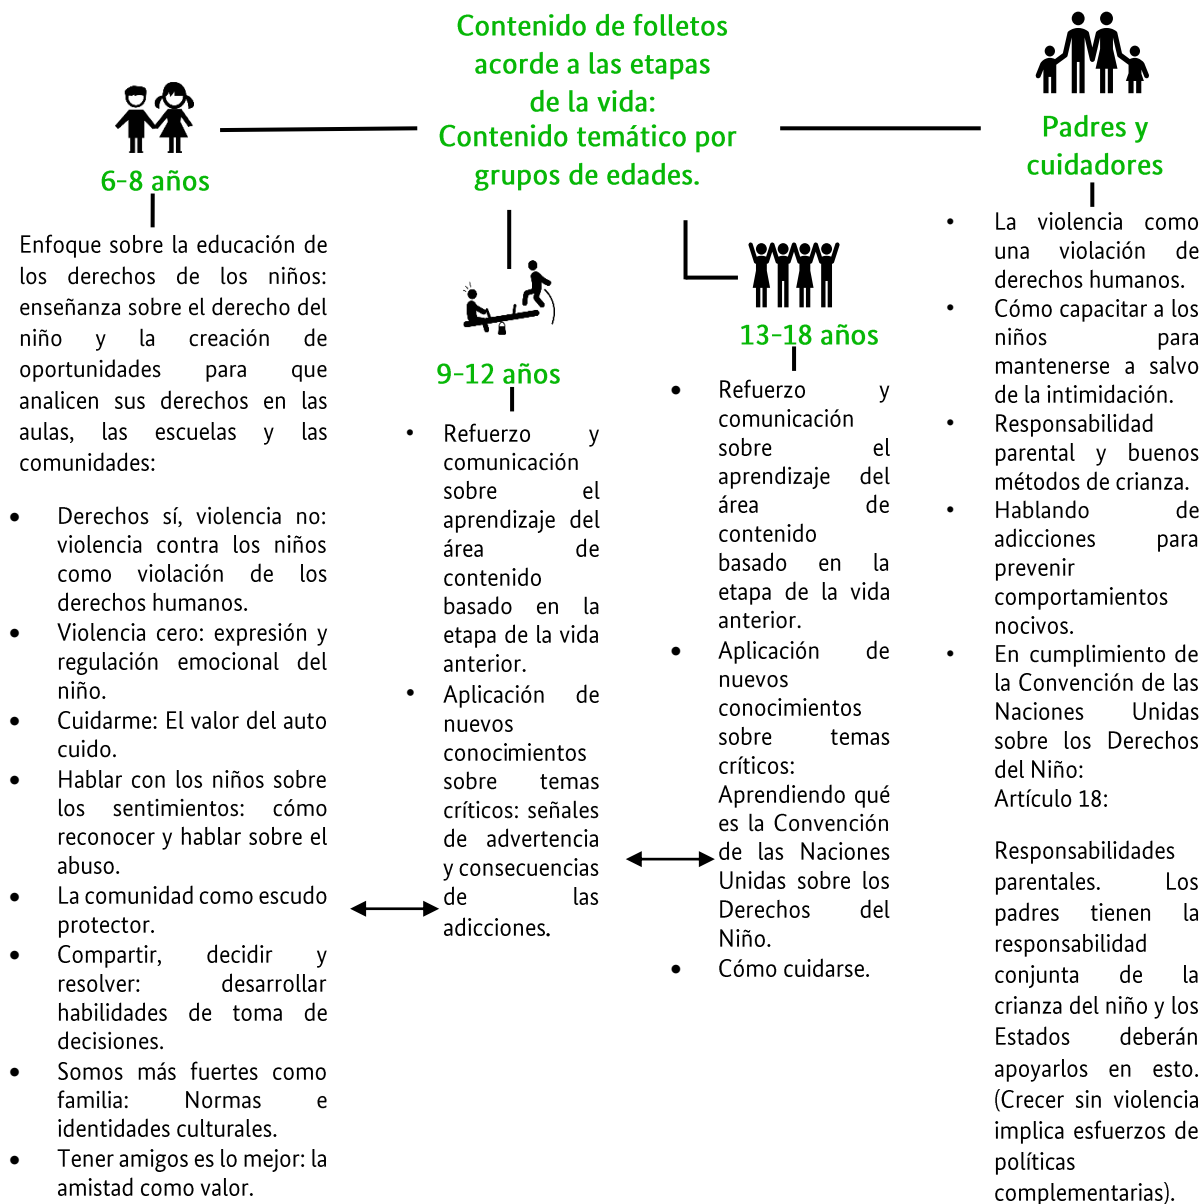 Contenido de folletos
acorde a las etapas
de la vida:
Contenido temático por
grupos de edades.
6-8 años
Enfoque sobre la educación de
los derechos de los niños:
enseñanza sobre el derecho del
niño y la creación de
oportunidades para que
analicen sus derechos en las
aulas, las escuelas y las
comunidades:
• Derechos sí, violencia no:
violencia contra los niños
como violación de los
derechos humanos.
• Violencia cero: expresión y
regulación emocional del
niño.
• Cuidarme: El valor del auto
cuido.
• Hablar con los niños sobre
los sentimientos: cómo
reconocer y hablar sobre el
abuso.
• La comunidad como escudo
protector.
• Compartir, decidir y
resolver: desarrollar
habilidades de toma de
decisiones.
• Somos más fuertes como
familia: Normas e
identidades culturales.
• Tener amigos es lo mejor: la
amistad como valor.
9-12 años
• Refuerzo y
comunicación
sobre el
aprendizaje del
área de
contenido
basado en la
etapa de la vida
anterior.
• Aplicación de
nuevos
conocimientos
sobre temas
críticos: señales
de advertencia
y consecuencias
de las
adicciones.
13-18 años
• Refuerzo y
comunicación
sobre el
aprendizaje del
área de
contenido
basado en la
etapa de la vida
anterior.
• Aplicación de
nuevos
conocimientos
sobre temas
críticos:
Aprendiendo qué
es la Convención
de las Naciones
Unidas sobre los
Derechos del
Niño.
• Cómo cuidarse.
Padres y
cuidadores
• La violencia como
una violación de
derechos humanos.
• Cómo capacitar a los
niños para
mantenerse a salvo
de la intimidación.
• Responsabilidad
parental y buenos
métodos de crianza.
• Hablando de
adicciones para
prevenir
comportamientos
nocivos.
• En cumplimiento de
la Convención de las
Naciones Unidas
sobre los Derechos
del Niño:
Artículo 18:
Responsabilidades
parentales. Los
padres tienen la
responsabilidad
conjunta de la
crianza del niño y los
Estados deberán
apoyarlos en esto.
(Crecer sin violencia
implica esfuerzos de
políticas
complementarias).